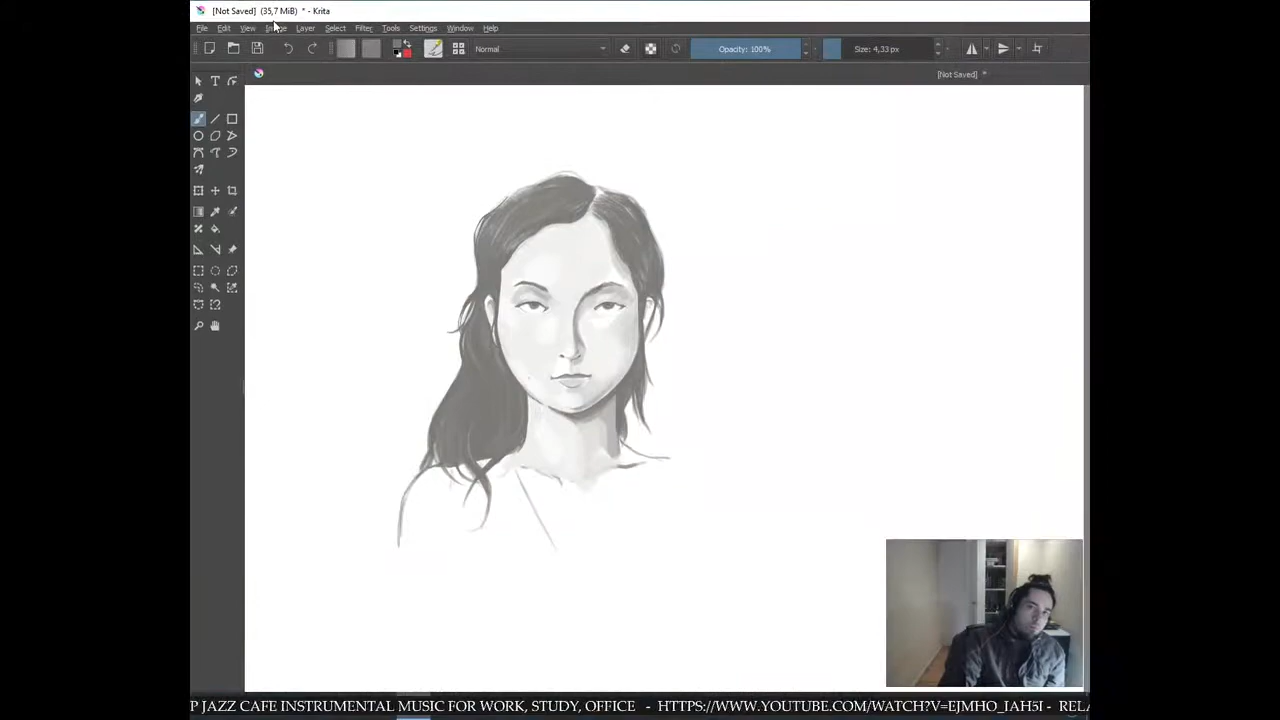 [Not Saved] (35,7 MiB) * - Krita
File Edit View Image Layer Select Filter Tools Settings Window Help
Normal Opacity: 100% Size: 4,33 px
[Not Saved] *
P JAZZ CAFE INSTRUMENTAL MUSIC FOR WORK, STUDY, OFFICE - HTTPS://WWW.YOUTUBE.COM/WATCH?V=EJMHO_IAH5I - RELA